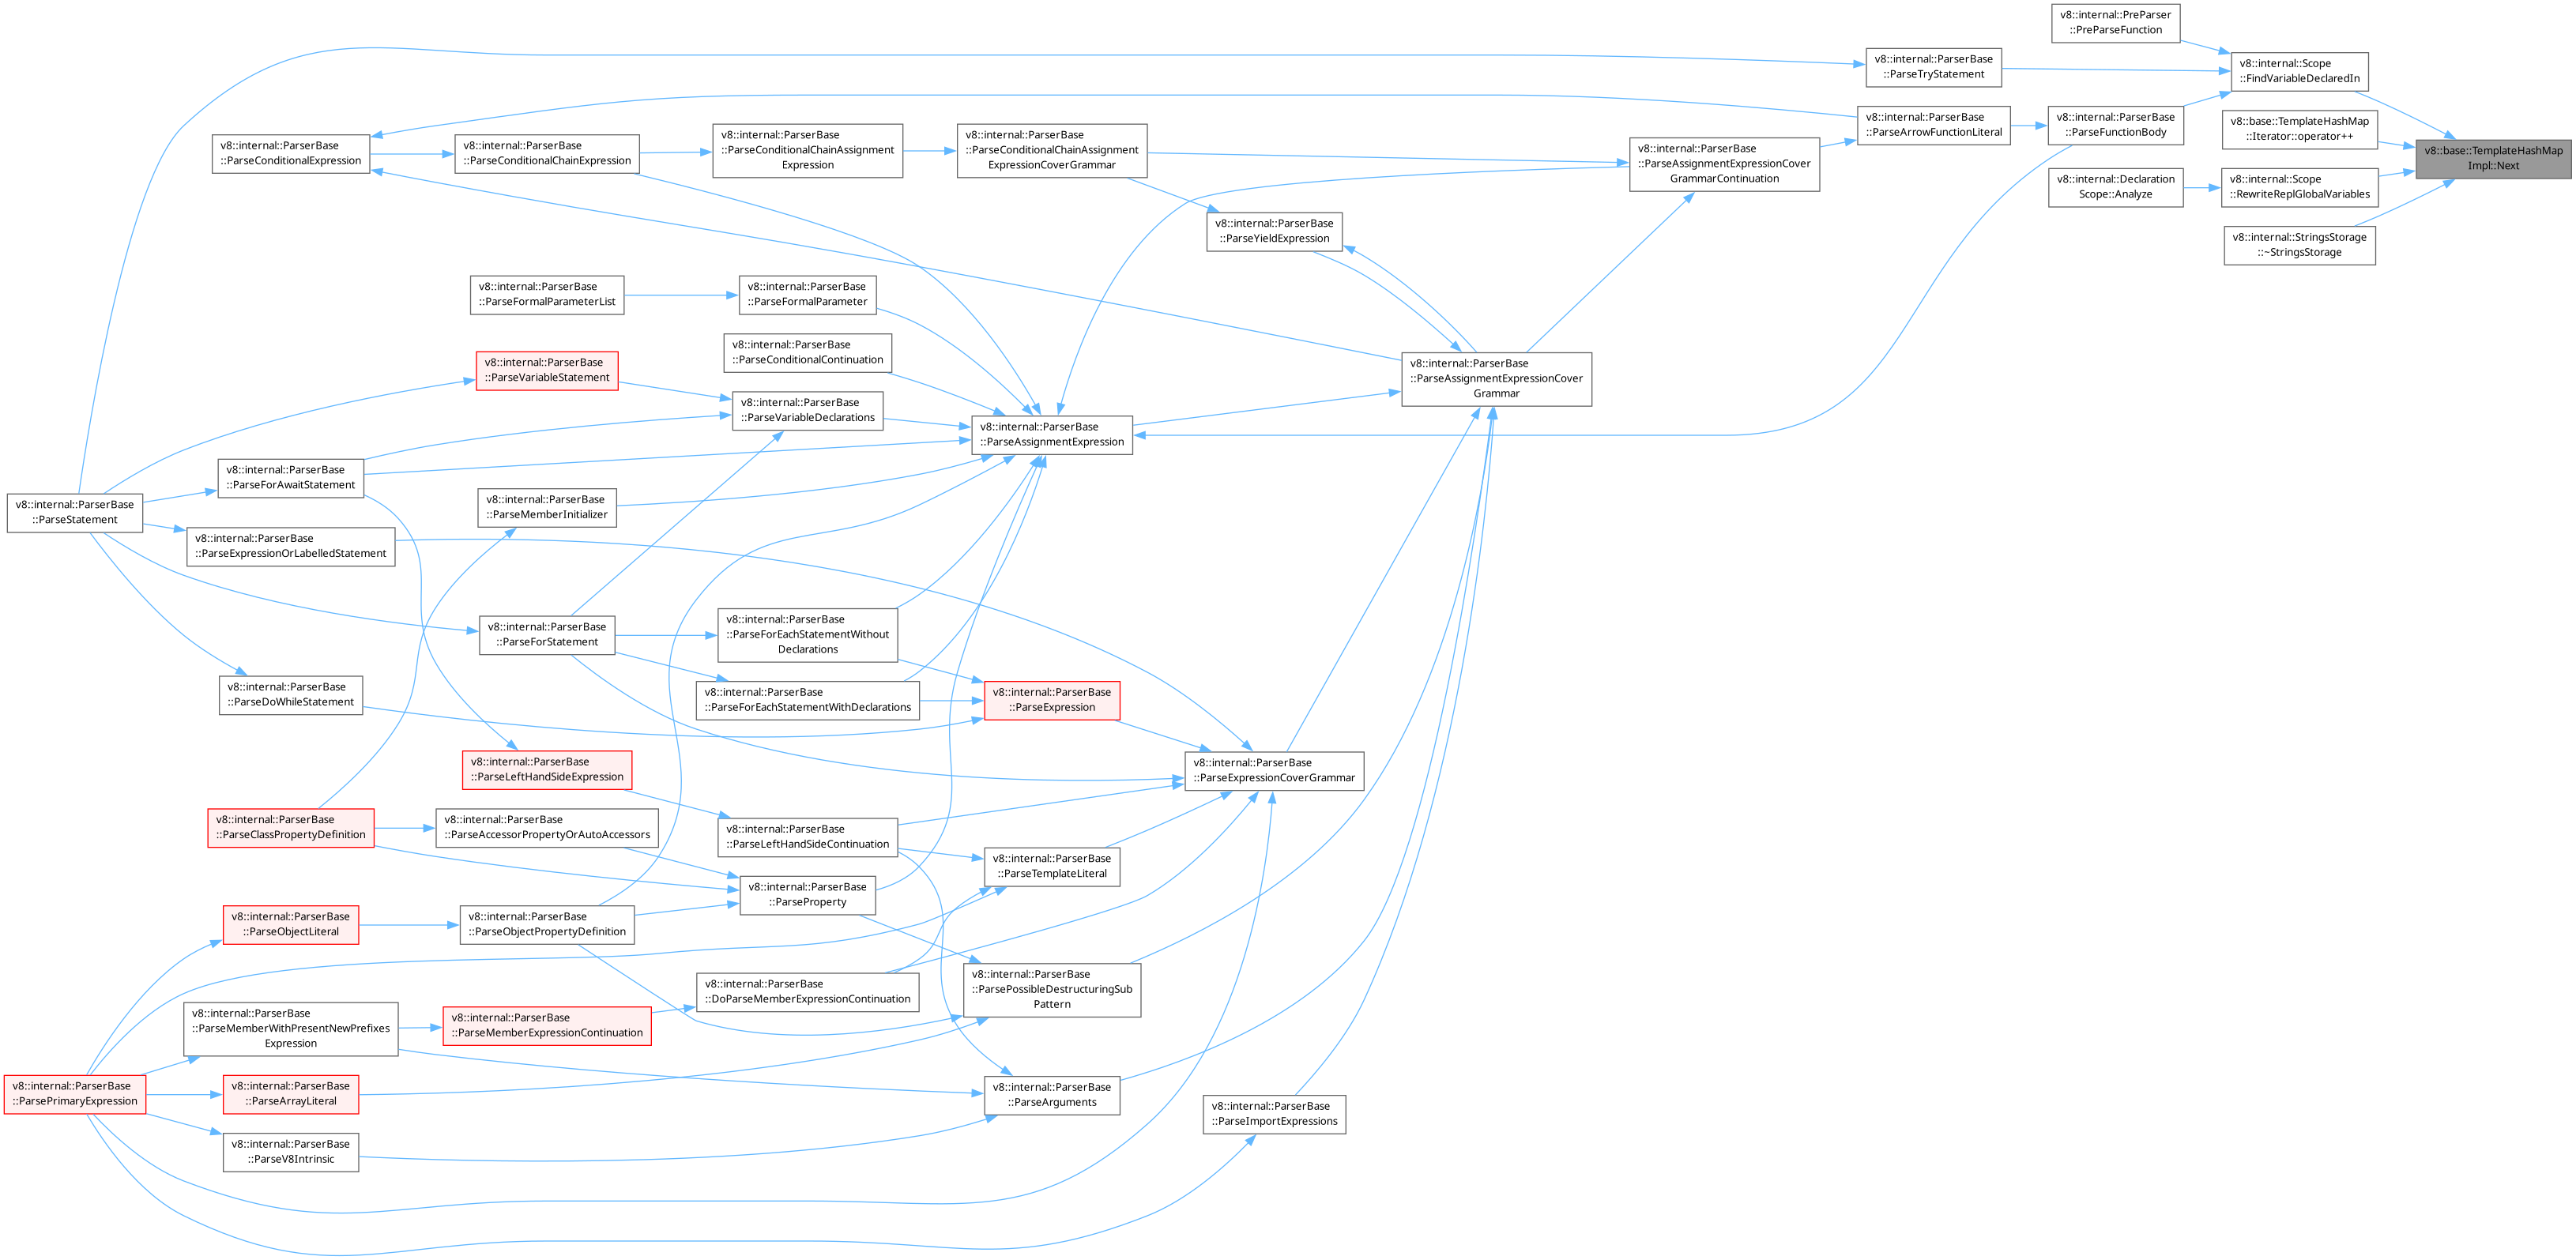 v8::internal::PreParser
::PreParseFunction
v8::internal::ParserBase
::ParseTryStatement
v8::internal::Scope
::FindVariableDeclaredIn
v8::internal::ParserBase
::ParseConditionalExpression
v8::internal::ParserBase
::ParseConditionalChainExpression
v8::internal::ParserBase
::ParseConditionalChainAssignment
Expression
v8::internal::ParserBase
::ParseConditionalChainAssignment
ExpressionCoverGrammar
v8::internal::ParserBase
::ParseAssignmentExpressionCover
GrammarContinuation
v8::internal::ParserBase
::ParseArrowFunctionLiteral
v8::internal::ParserBase
::ParseFunctionBody
v8::base::TemplateHashMap
::Iterator::operator++
v8::base::TemplateHashMap
Impl::Next
v8::internal::Declaration
Scope::Analyze
v8::internal::Scope
::RewriteReplGlobalVariables
v8::internal::ParserBase
::ParseYieldExpression
v8::internal::StringsStorage
::~StringsStorage
v8::internal::ParserBase
::ParseFormalParameterList
v8::internal::ParserBase
::ParseFormalParameter
v8::internal::ParserBase
::ParseConditionalContinuation
v8::internal::ParserBase
::ParseVariableStatement
v8::internal::ParserBase
::ParseVariableDeclarations
v8::internal::ParserBase
::ParseAssignmentExpressionCover
Grammar
v8::internal::ParserBase
::ParseAssignmentExpression
v8::internal::ParserBase
::ParseForAwaitStatement
v8::internal::ParserBase
::ParseStatement
v8::internal::ParserBase
::ParseMemberInitializer
v8::internal::ParserBase
::ParseExpressionOrLabelledStatement
v8::internal::ParserBase
::ParseForStatement
v8::internal::ParserBase
::ParseForEachStatementWithout
Declarations
v8::internal::ParserBase
::ParseDoWhileStatement
v8::internal::ParserBase
::ParseForEachStatementWithDeclarations
v8::internal::ParserBase
::ParseExpression
v8::internal::ParserBase
::ParseLeftHandSideExpression
v8::internal::ParserBase
::ParseExpressionCoverGrammar
v8::internal::ParserBase
::ParseClassPropertyDefinition
v8::internal::ParserBase
::ParseAccessorPropertyOrAutoAccessors
v8::internal::ParserBase
::ParseLeftHandSideContinuation
v8::internal::ParserBase
::ParseTemplateLiteral
v8::internal::ParserBase
::ParseProperty
v8::internal::ParserBase
::ParseObjectLiteral
v8::internal::ParserBase
::ParseObjectPropertyDefinition
v8::internal::ParserBase
::DoParseMemberExpressionContinuation
v8::internal::ParserBase
::ParsePossibleDestructuringSub
Pattern
v8::internal::ParserBase
::ParseMemberWithPresentNewPrefixes
Expression
v8::internal::ParserBase
::ParseMemberExpressionContinuation
v8::internal::ParserBase
::ParsePrimaryExpression
v8::internal::ParserBase
::ParseArrayLiteral
v8::internal::ParserBase
::ParseArguments
v8::internal::ParserBase
::ParseImportExpressions
v8::internal::ParserBase
::ParseV8Intrinsic